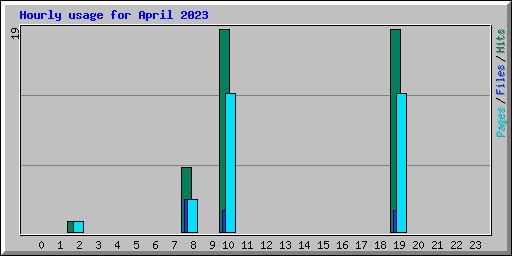 Hourly usage for April 2023
19
Pages/Files/Hits
0 1 2 3 4 5 6 7 8 9 10 11 12 13 14 15 16 17 18 19 20 21 22 23